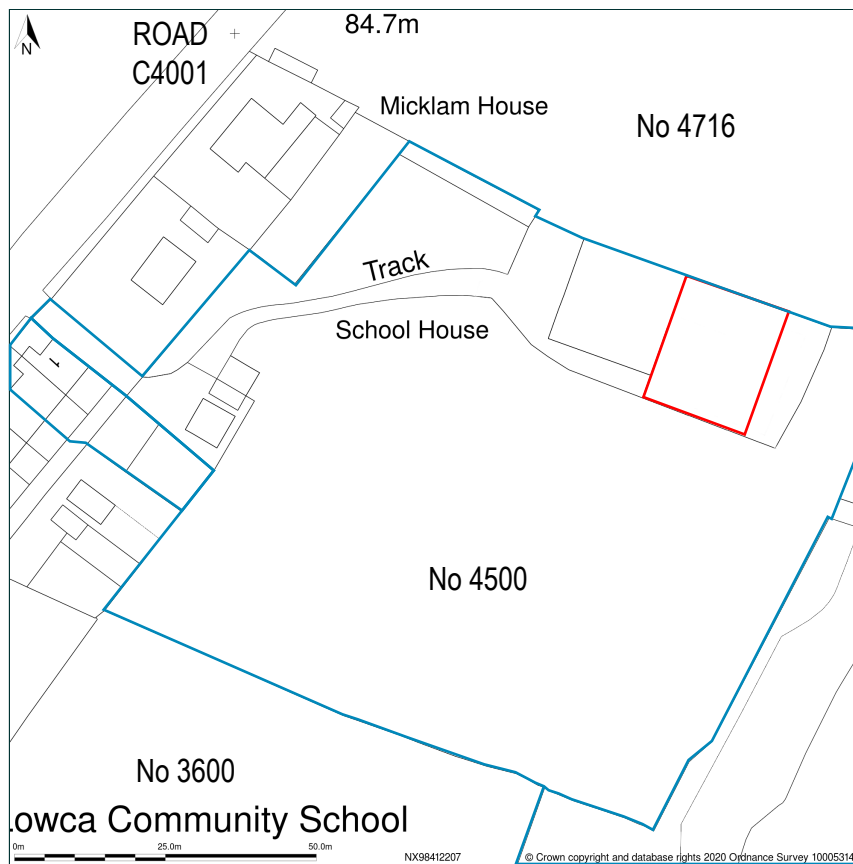 N
ROAD
C4001
84.7m
Micklam House
No 4716
Track
School House
1
No 4500
No 3600
owca Community School
0m 25.0m 50.0m
NX98412207
© Crown copyright and database rights 2020 Ordnance Survey 10005314